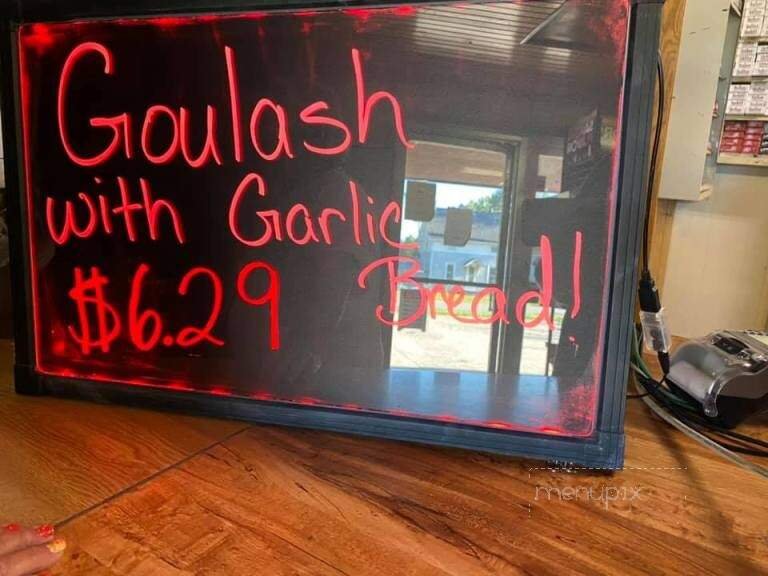 Goulash
with Garlic
$6.29 Bread!
menupix